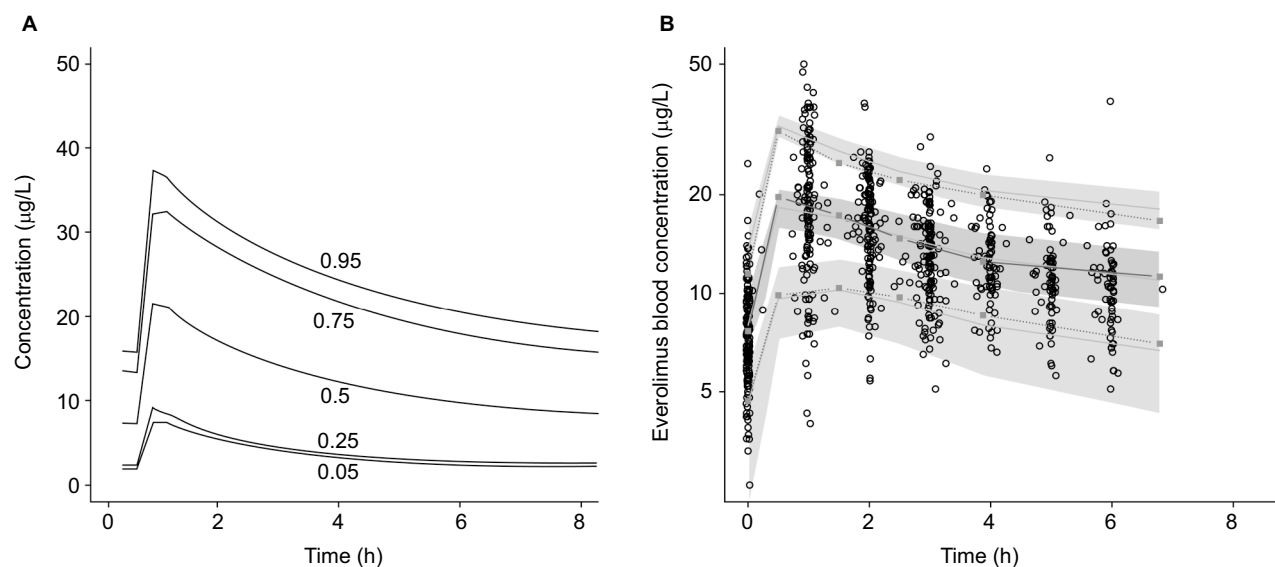 A
50
40
30
20
10
0
Concentration (μg/L)
0.95
0.75
0.5
0.25
0.05
0 2 4 6 8
Time (h)
B
50
20
10
5
Everolimus blood concentration (μg/L)
0 2 4 6 8
Time (h)